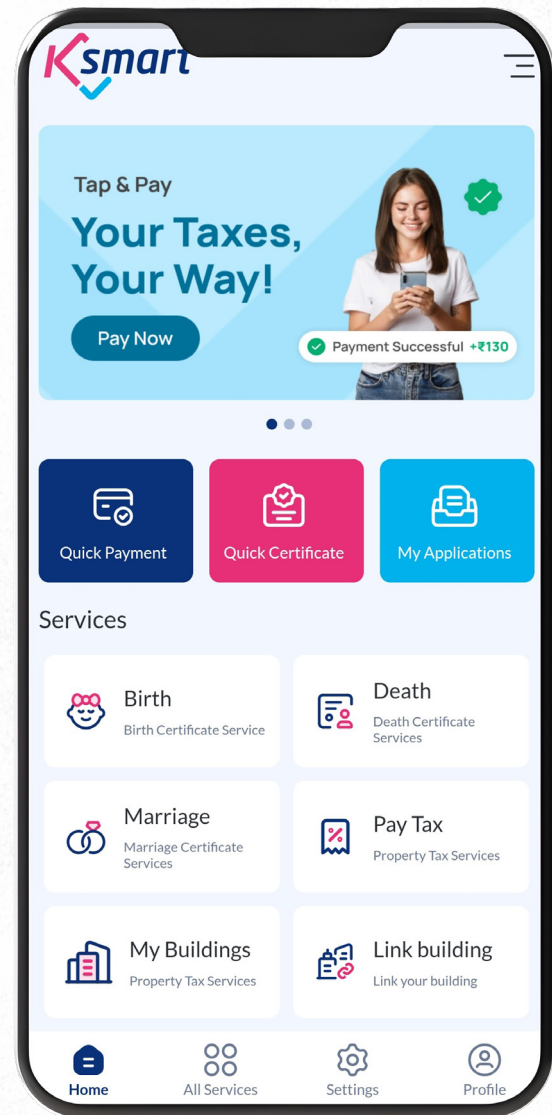 Ksmart
Tap & Pay
Your Taxes,
Your Way!
Pay Now
Payment Successful +₹130
Quick Payment
Quick Certificate
My Applications
Services
Birth
Birth Certificate Service
Death
Death Certificate
Services
Marriage
Marriage Certificate
Services
Pay Tax
Property Tax Services
My Buildings
Property Tax Services
Link building
Link your building
Home
All Services
Settings
Profile